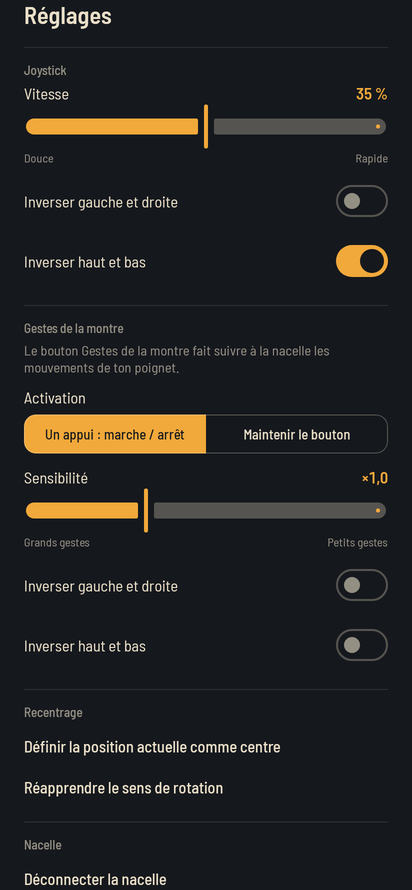 Réglages
Joystick
Vitesse
35 %
Douce
Rapide
Inverser gauche et droite
Inverser haut et bas
Gestes de la montre
Le bouton Gestes de la montre fait suivre à la nacelle les
mouvements de ton poignet.
Activation
Un appui : marche / arrêt
Maintenir le bouton
Sensibilité
×1,0
Grands gestes
Petits gestes
Inverser gauche et droite
Inverser haut et bas
Recentrage
Définir la position actuelle comme centre
Réapprendre le sens de rotation
Nacelle
Déconnecter la nacelle